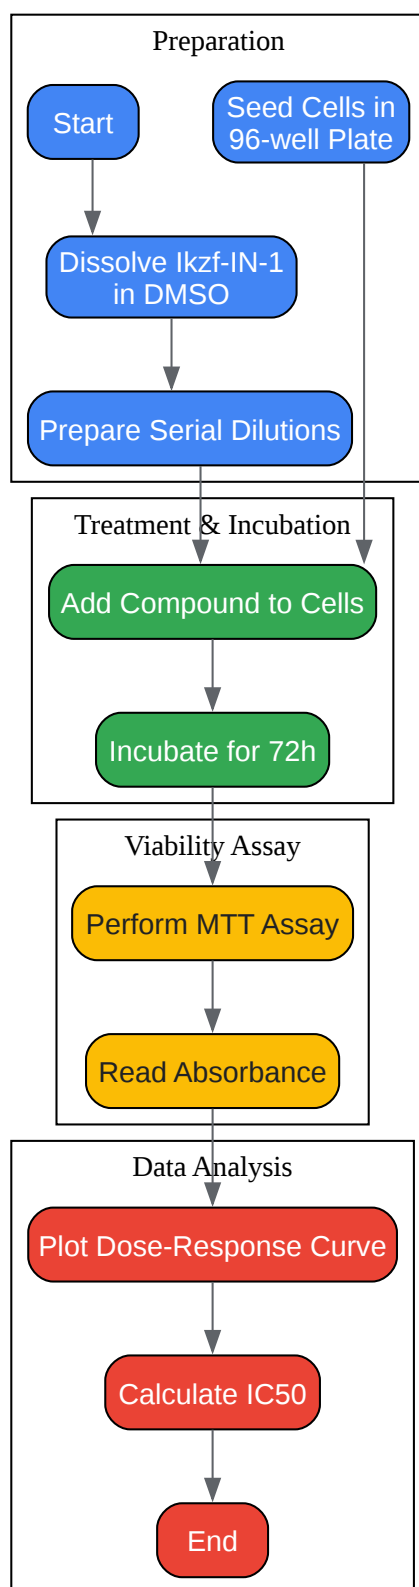 Preparation
Start
Seed Cells in
96-well Plate
Dissolve Ikzf-IN-1
in DMSO
Prepare Serial Dilutions
Treatment & Incubation
Add Compound to Cells
Incubate for 72h
Viability Assay
Perform MTT Assay
Read Absorbance
Data Analysis
Plot Dose-Response Curve
Calculate IC50
End